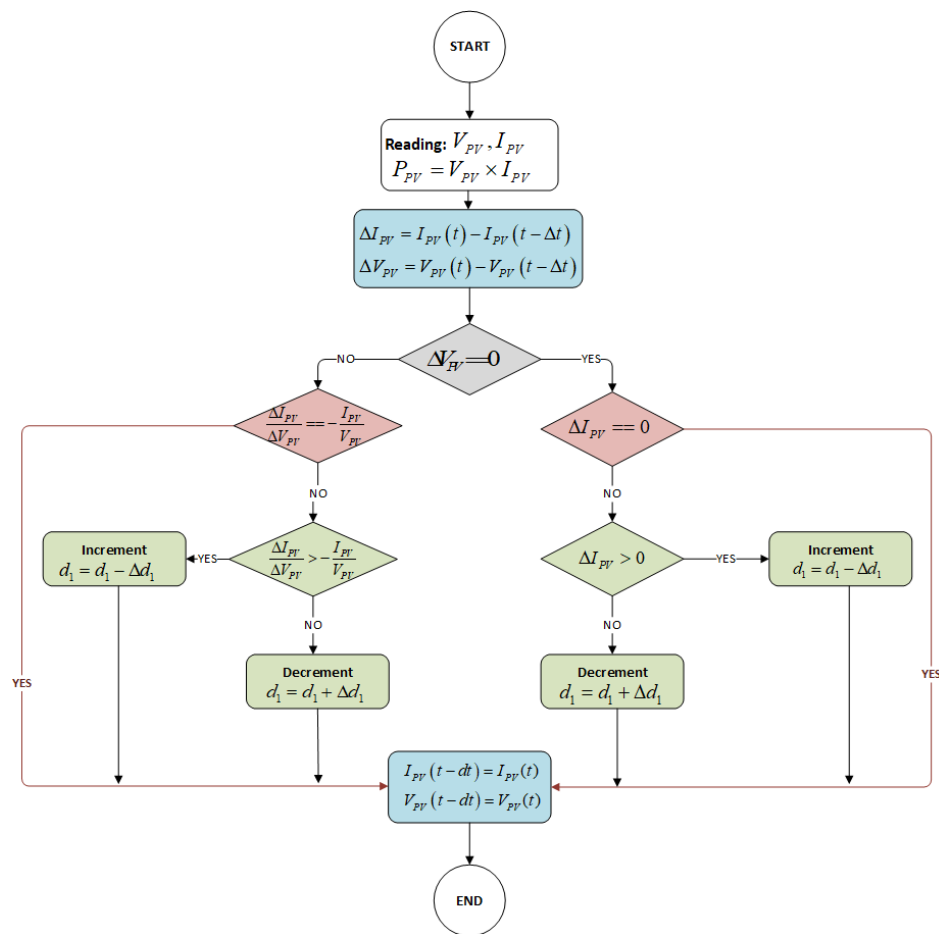 START
Reading: V_PV , I_PV
P_PV = V_PV × I_PV
ΔI_PV = I_PV (t) − I_PV (t − Δt)
ΔV_PV = V_PV (t) − V_PV (t − Δt)
ΔV_PV == 0
NO
YES
ΔI_PV / ΔV_PV == − I_PV / V_PV
ΔI_PV == 0
NO
NO
Increment
d_1 = d_1 − Δd_1
YES
ΔI_PV / ΔV_PV > − I_PV / V_PV
ΔI_PV > 0
YES
Increment
d_1 = d_1 − Δd_1
NO
NO
YES
Decrement
d_1 = d_1 + Δd_1
Decrement
d_1 = d_1 + Δd_1
YES
I_PV (t − dt) = I_PV (t)
V_PV (t − dt) = V_PV (t)
END